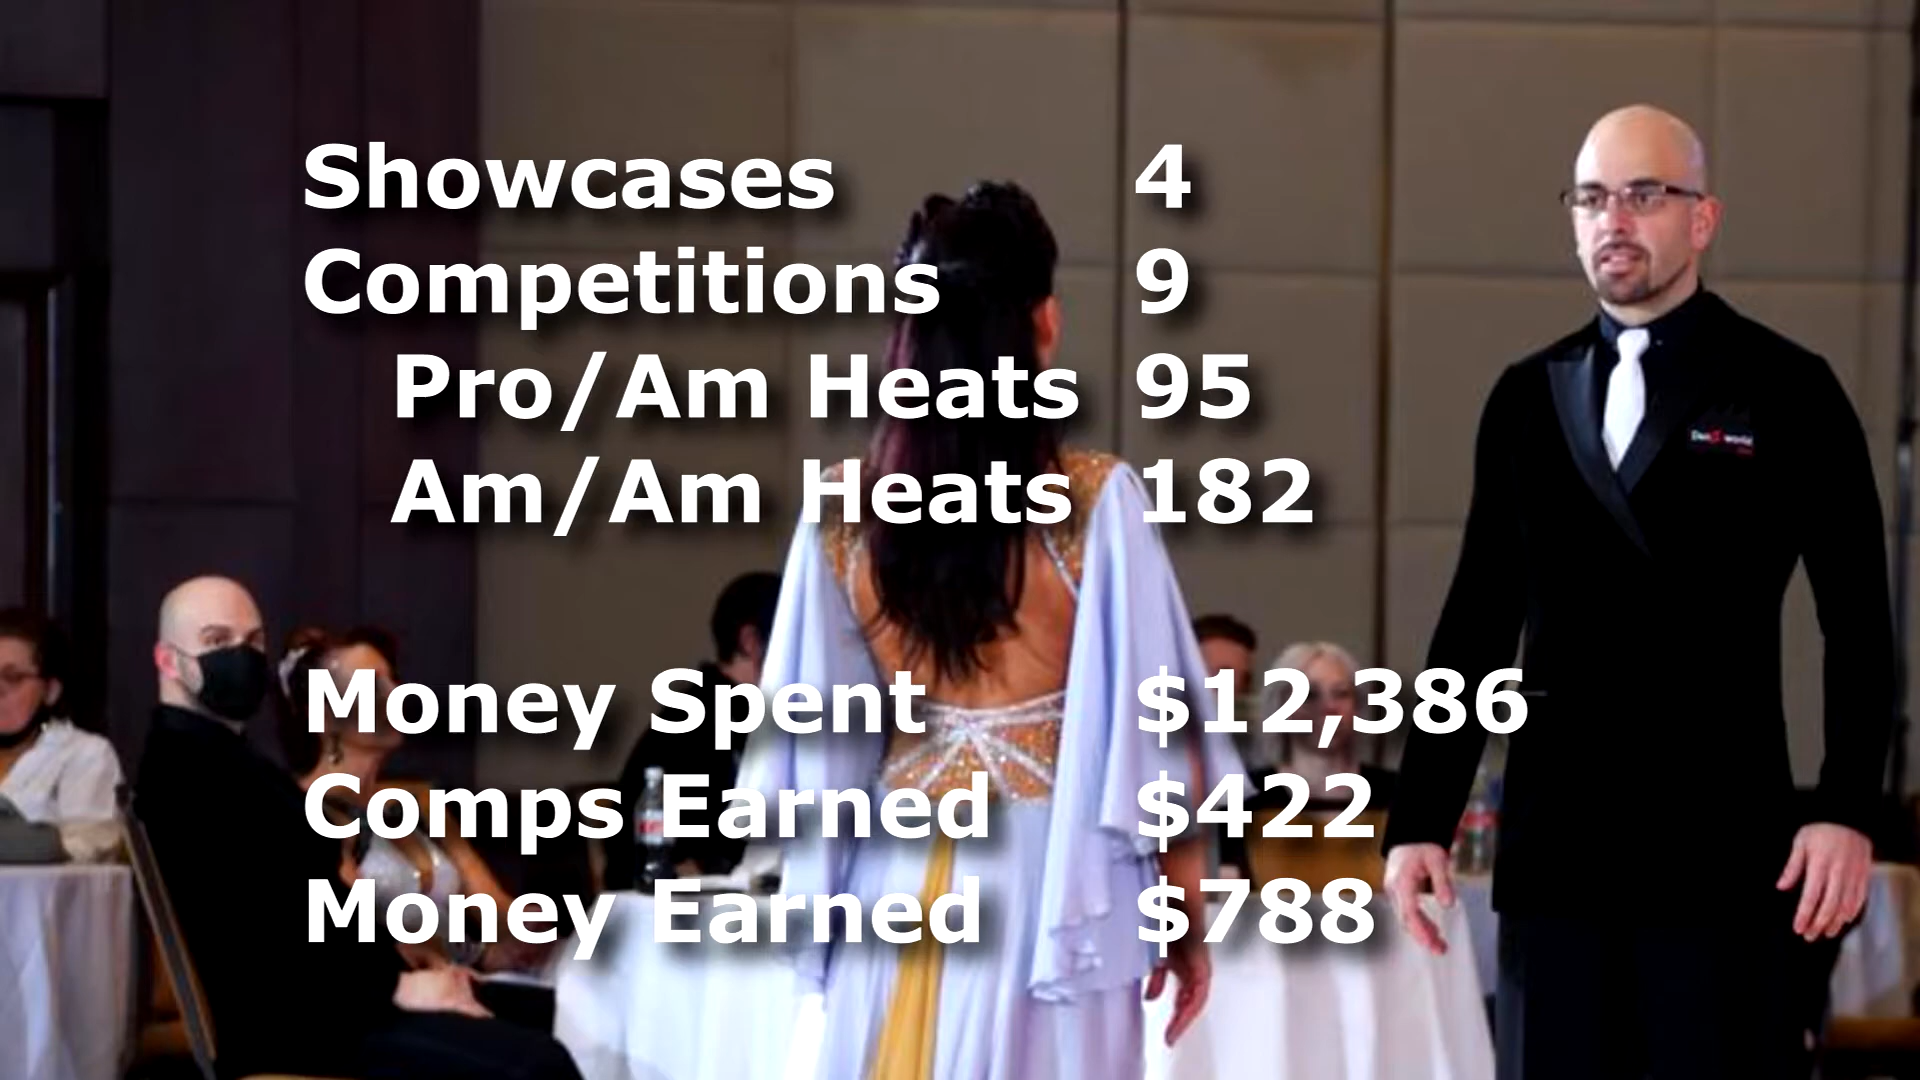 Showcases 4
Competitions 9
Pro/Am Heats 95
Am/Am Heats 182
Money Spent $12,386
Comps Earned $422
Money Earned $788